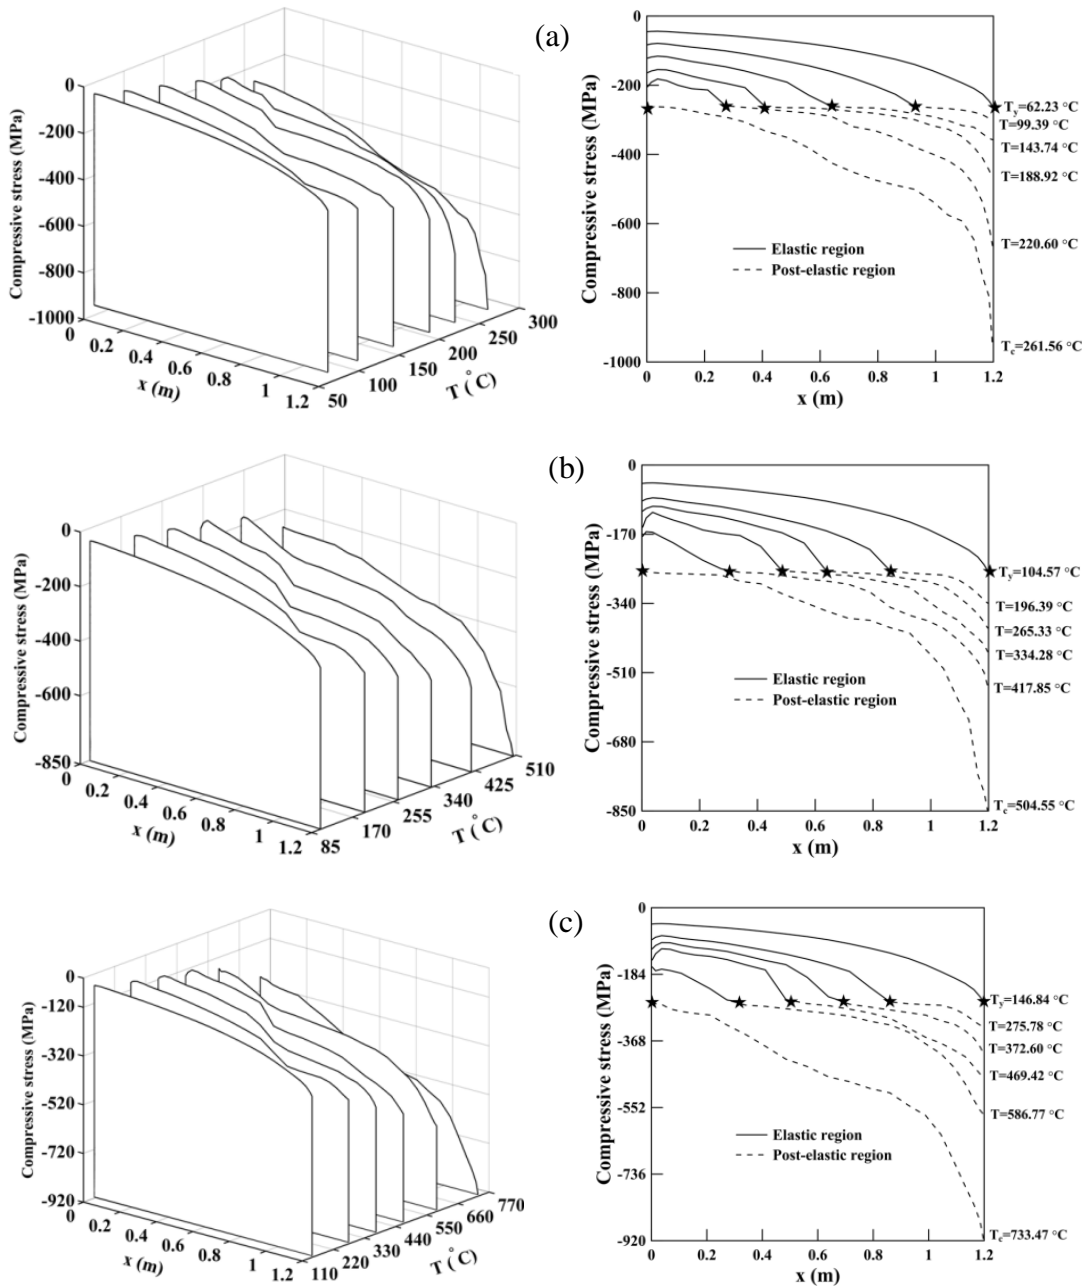 (a)
Compressive stress (MPa)
0
-200
-400
-600
-800
-1000
0
0.2
0.4
0.6
0.8
1
1.2
x (m)
50
100
150
200
250
300
T (°C)
Compressive stress (MPa)
0
-200
-400
-600
-800
-1000
Elastic region
Post-elastic region
T_y=62.23 °C
T=99.39 °C
T=143.74 °C
T=188.92 °C
T=220.60 °C
T_c=261.56 °C
0 0.2 0.4 0.6 0.8 1 1.2
x (m)
(b)
Compressive stress (MPa)
0
-200
-400
-600
-850
0
0.2
0.4
0.6
0.8
1
1.2
x (m)
85
170
255
340
425
510
T (°C)
Compressive stress (MPa)
0
-170
-340
-510
-680
-850
Elastic region
Post-elastic region
T_y=104.57 °C
T=196.39 °C
T=265.33 °C
T=334.28 °C
T=417.85 °C
T_c=504.55 °C
0 0.2 0.4 0.6 0.8 1 1.2
x (m)
(c)
Compressive stress (MPa)
0
-120
-320
-520
-720
-920
0
0.2
0.4
0.6
0.8
1
1.2
x (m)
110
220
330
440
550
660
770
T (°C)
Compressive stress (MPa)
0
-184
-368
-552
-736
-920
Elastic region
Post-elastic region
T_y=146.84 °C
T=275.78 °C
T=372.60 °C
T=469.42 °C
T=586.77 °C
T_c=733.47 °C
0 0.2 0.4 0.6 0.8 1 1.2
x (m)